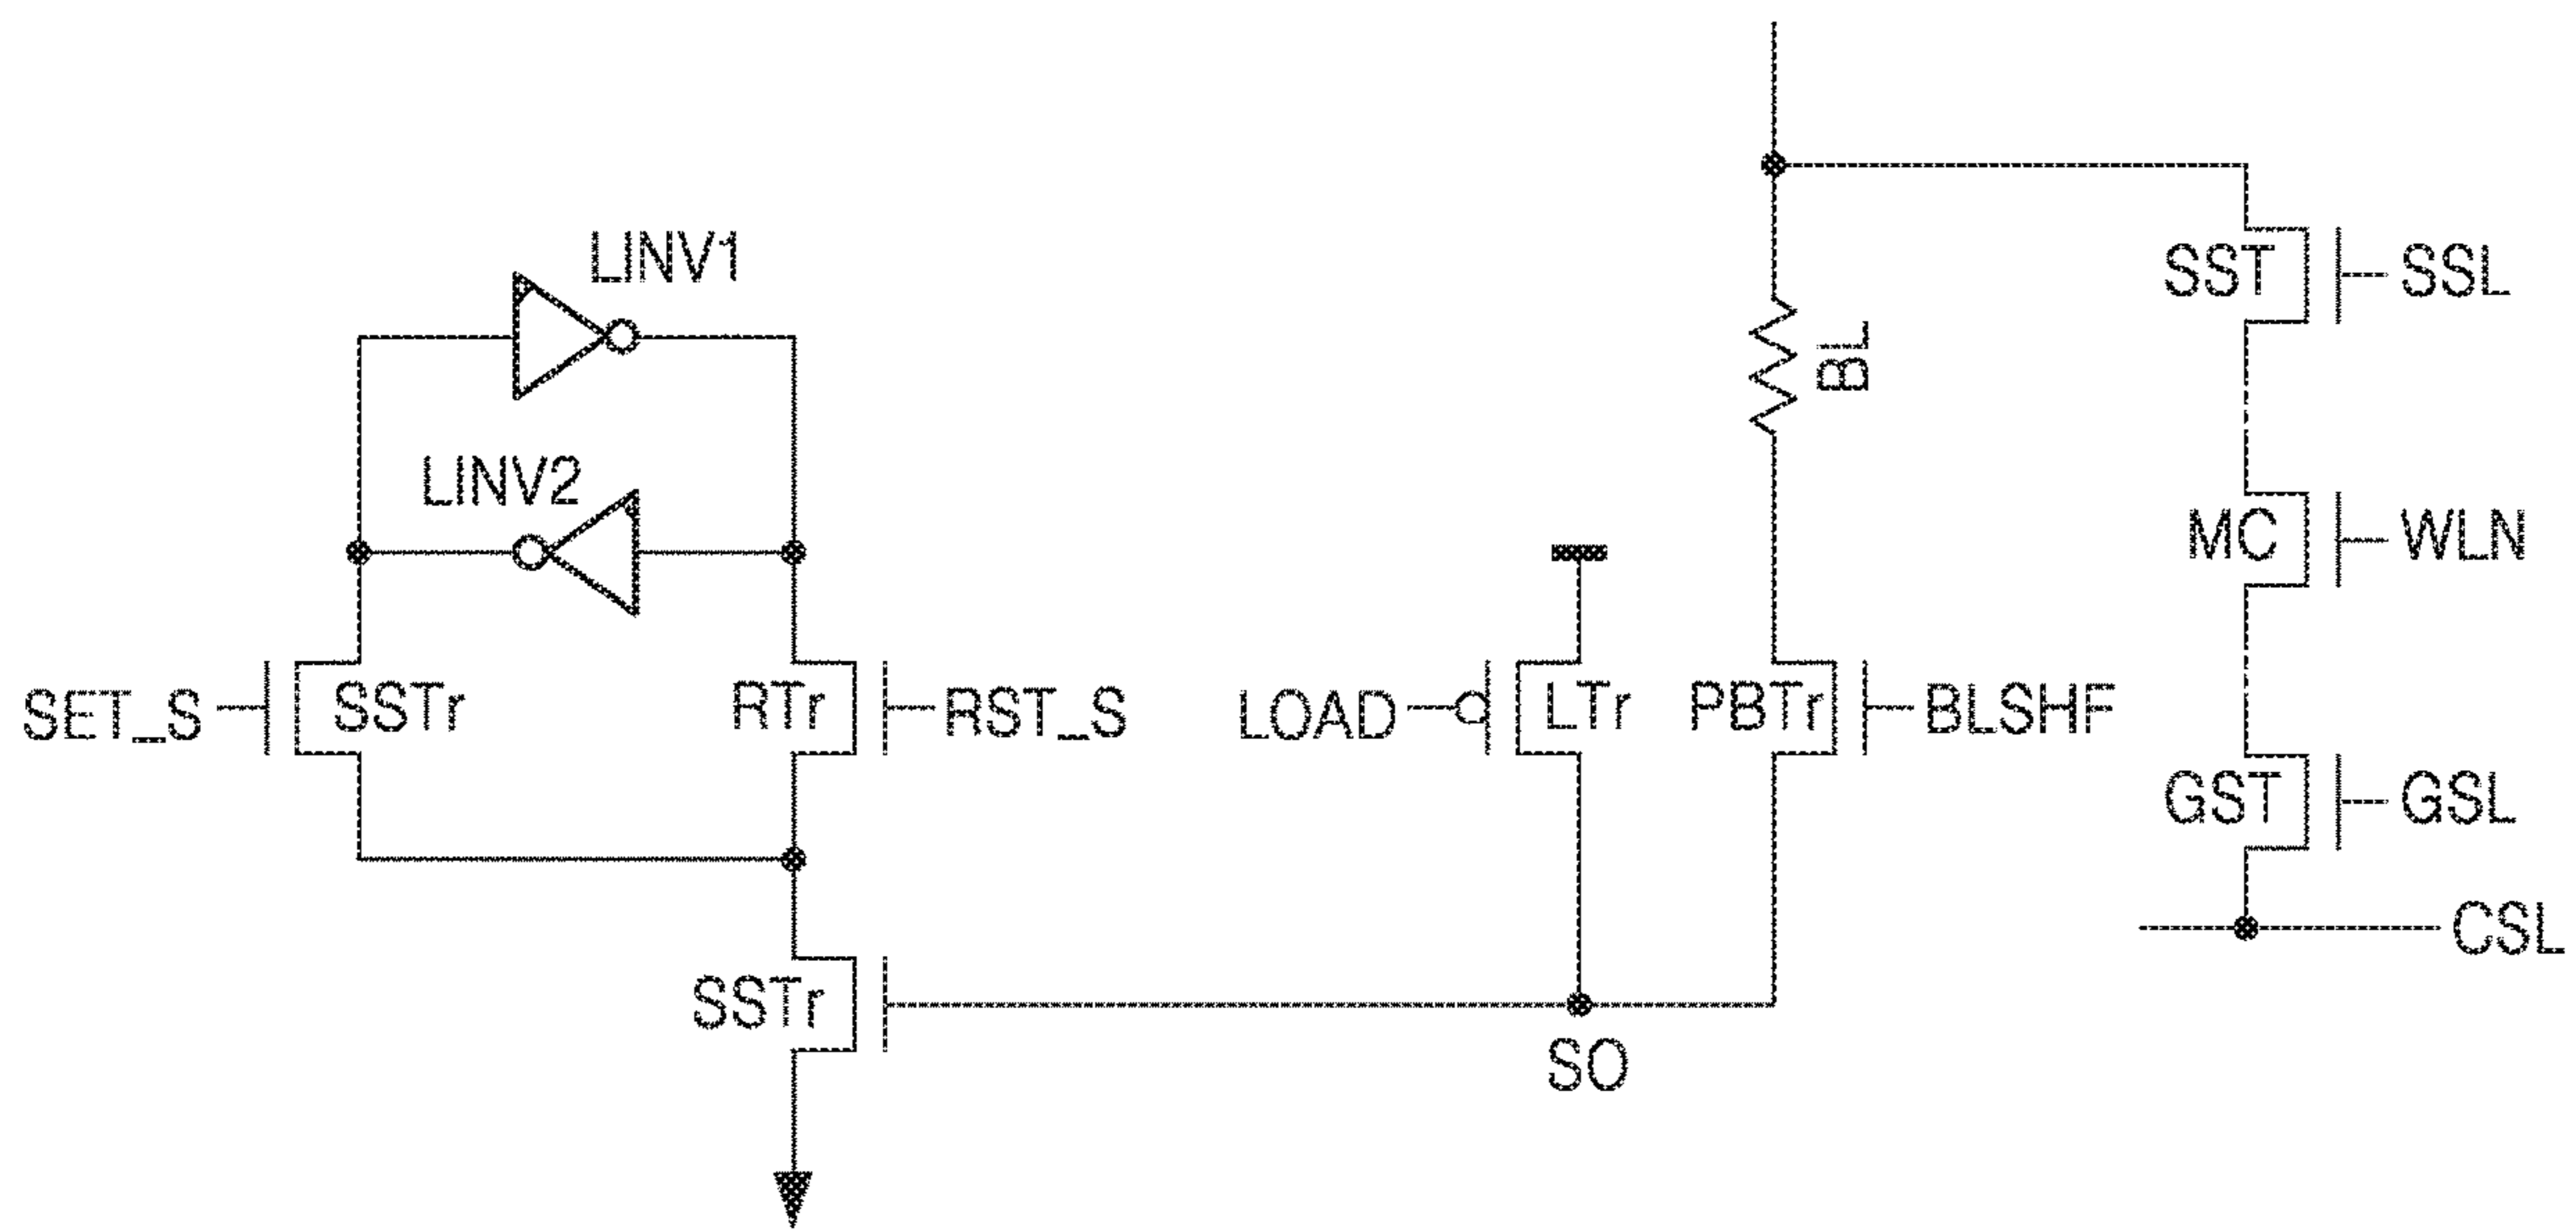 LINV1
SST
SSL
BL
LINV2
MC
WLN
SET_S
SSTr
RTr
RST_S
LOAD
LTr
PBTr
BLSHF
GST
GSL
CSL
SSTr
SO